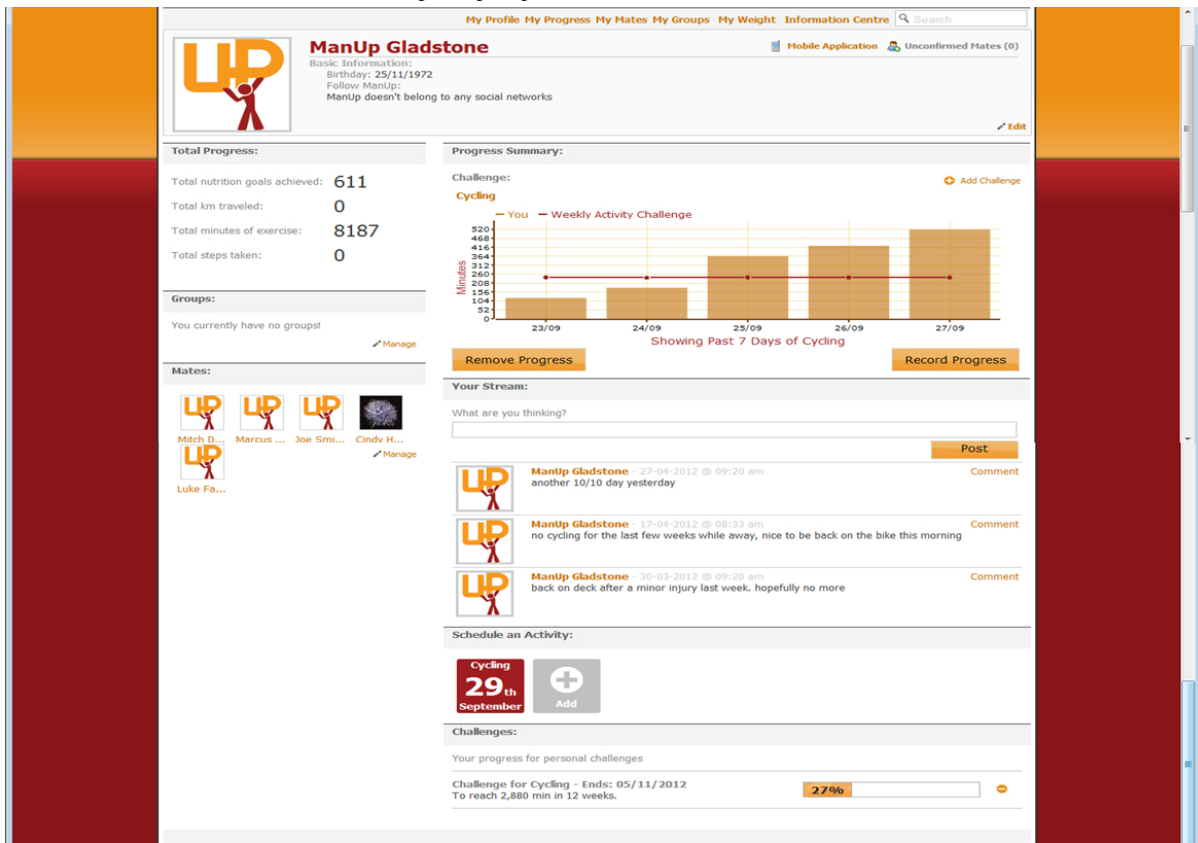 My Profile My Progress My Mates My Groups My Weight Information Centre Search
UP
ManUp Gladstone
Mobile Application Unconfirmed Mates (0)
Basic Information:
Birthday: 25/11/1972
Follow ManUp:
ManUp doesn't belong to any social networks
Edit
Total Progress:
Total nutrition goals achieved: 611
Total km traveled: 0
Total minutes of exercise: 8187
Total steps taken: 0
Groups:
You currently have no groups!
Manage
Mates:
UP UP UP
Mitch D... Marcus ... Joe Smi... Cindy H...
Manage
UP
Luke Fa...
Progress Summary:
Challenge:
Add Challenge
Cycling
You Weekly Activity Challenge
Minutes
520
468
416
364
312
260
208
156
104
52
0
23/09 24/09 25/09 26/09 27/09
Showing Past 7 Days of Cycling
Remove Progress Record Progress
Your Stream:
What are you thinking?
Post
UP
ManUp Gladstone - 27-04-2012 @ 09:20 am Comment
another 10/10 day yesterday
UP
ManUp Gladstone - 17-04-2012 @ 08:33 am Comment
no cycling for the last few weeks while away, nice to be back on the bike this morning
UP
ManUp Gladstone - 30-03-2012 @ 09:20 am Comment
back on deck after a minor injury last week. hopefully no more
Schedule an Activity:
Cycling
29th
September
Add
Challenges:
Your progress for personal challenges
Challenge for Cycling - Ends: 05/11/2012
To reach 2,880 min in 12 weeks.
27%